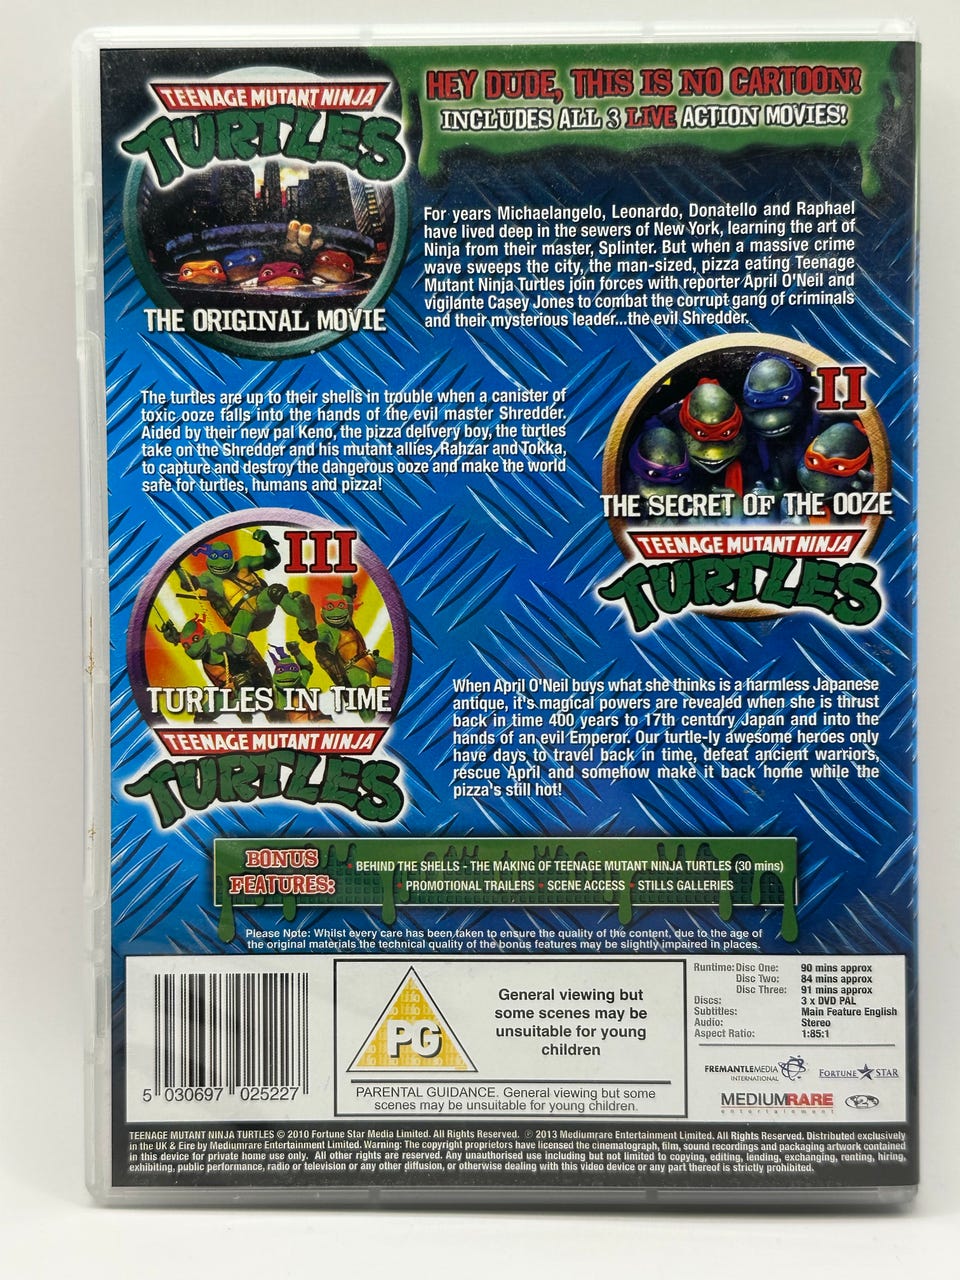 TEENAGE MUTANT NINJA
TURTLES
THE ORIGINAL MOVIE
HEY DUDE, THIS IS NO CARTOON!
INCLUDES ALL 3 LIVE ACTION MOVIES!
For years Michaelangelo, Leonardo, Donatello and Raphael
have lived deep in the sewers of New York, learning the art of
Ninja from their master, Splinter. But when a massive crime
wave sweeps the city, the man-sized, pizza eating Teenage
Mutant Ninja Turtles join forces with reporter April O'Neil and
vigilante Casey Jones to combat the corrupt gang of criminals
and their mysterious leader...the evil Shredder.
The turtles are up to their shells in trouble when a canister of
toxic ooze falls into the hands of the evil master Shredder.
Aided by their new pal Keno, the pizza delivery boy, the turtles
take on the Shredder and his mutant allies, Rahzar and Tokka,
to capture and destroy the dangerous ooze and make the world
safe for turtles, humans and pizza!
II
THE SECRET OF THE OOZE
TEENAGE MUTANT NINJA
TURTLES
III
TURTLES IN TIME
TEENAGE MUTANT NINJA
TURTLES
When April O'Neil buys what she thinks is a harmless Japanese
antique, it's magical powers are revealed when she is thrust
back in time 400 years to 17th century Japan and into the
hands of an evil Emperor. Our turtle-ly awesome heroes only
have days to travel back in time, defeat ancient warriors,
rescue April and somehow make it back home while the
pizza's still hot!
BONUS
FEATURES:
• BEHIND THE SHELLS - THE MAKING OF TEENAGE MUTANT NINJA TURTLES (30 mins)
• PROMOTIONAL TRAILERS • SCENE ACCESS • STILLS GALLERIES
Please Note: Whilst every care has been taken to ensure the quality of the content, due to the age of
the original materials the technical quality of the bonus features may be slightly impaired in places.
5 030697 025227
PG
General viewing but
some scenes may be
unsuitable for young
children
PARENTAL GUIDANCE. General viewing but some
scenes may be unsuitable for young children.
Runtime: Disc One: 90 mins approx
Disc Two: 84 mins approx
Disc Three: 91 mins approx
Discs: 3 x DVD PAL
Subtitles: Main Feature English
Audio: Stereo
Aspect Ratio: 1:85:1
FREMANTLEMEDIA
INTERNATIONAL
FORTUNE STAR
MEDIUMRARE
entertainment
TEENAGE MUTANT NINJA TURTLES © 2010 Fortune Star Media Limited. All Rights Reserved. ℗ 2013 Mediumrare Entertainment Limited. All Rights Reserved. Distributed exclusively
in the UK & Eire by Mediumrare Entertainment Limited. Warning: The copyright proprietors have licensed the cinematograph, film, sound recordings and packaging artwork contained
in this device for private home use only. All other rights are reserved. Any unauthorised use including but not limited to copying, editing, lending, exchanging, renting, hiring,
exhibiting, public performance, radio or television or any other diffusion, or otherwise dealing with this video device or any part thereof is strictly prohibited.